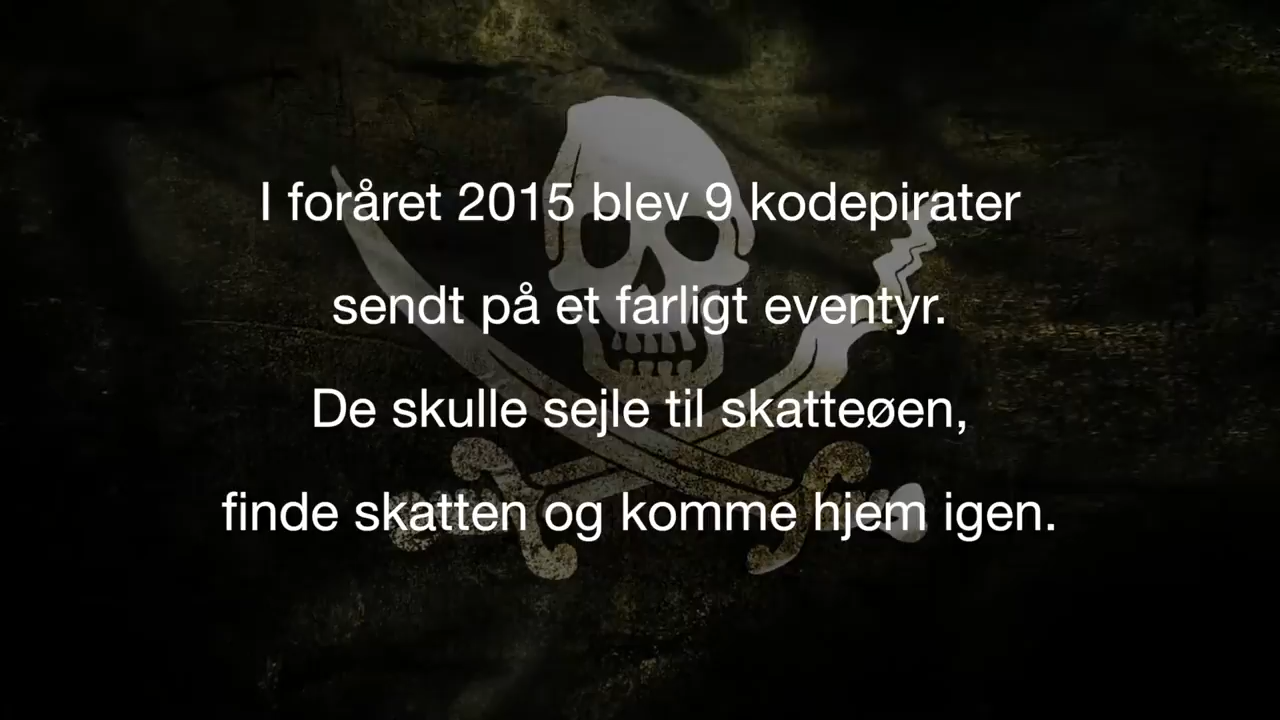 I foråret 2015 blev 9 kodepirater
sendt på et farligt eventyr.
De skulle sejle til skatteøen,
finde skatten og komme hjem igen.